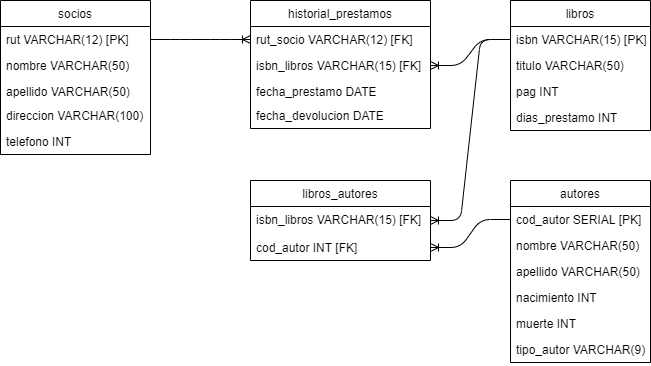 socios
rut VARCHAR(12) [PK]
nombre VARCHAR(50)
apellido VARCHAR(50)
direccion VARCHAR(100)
telefono INT
historial_prestamos
rut_socio VARCHAR(12) [FK]
isbn_libros VARCHAR(15) [FK]
fecha_prestamo DATE
fecha_devolucion DATE
libros
isbn VARCHAR(15) [PK]
titulo VARCHAR(50)
pag INT
dias_prestamo INT
libros_autores
isbn_libros VARCHAR(15) [FK]
cod_autor INT [FK]
autores
cod_autor SERIAL [PK]
nombre VARCHAR(50)
apellido VARCHAR(50)
nacimiento INT
muerte INT
tipo_autor VARCHAR(9)